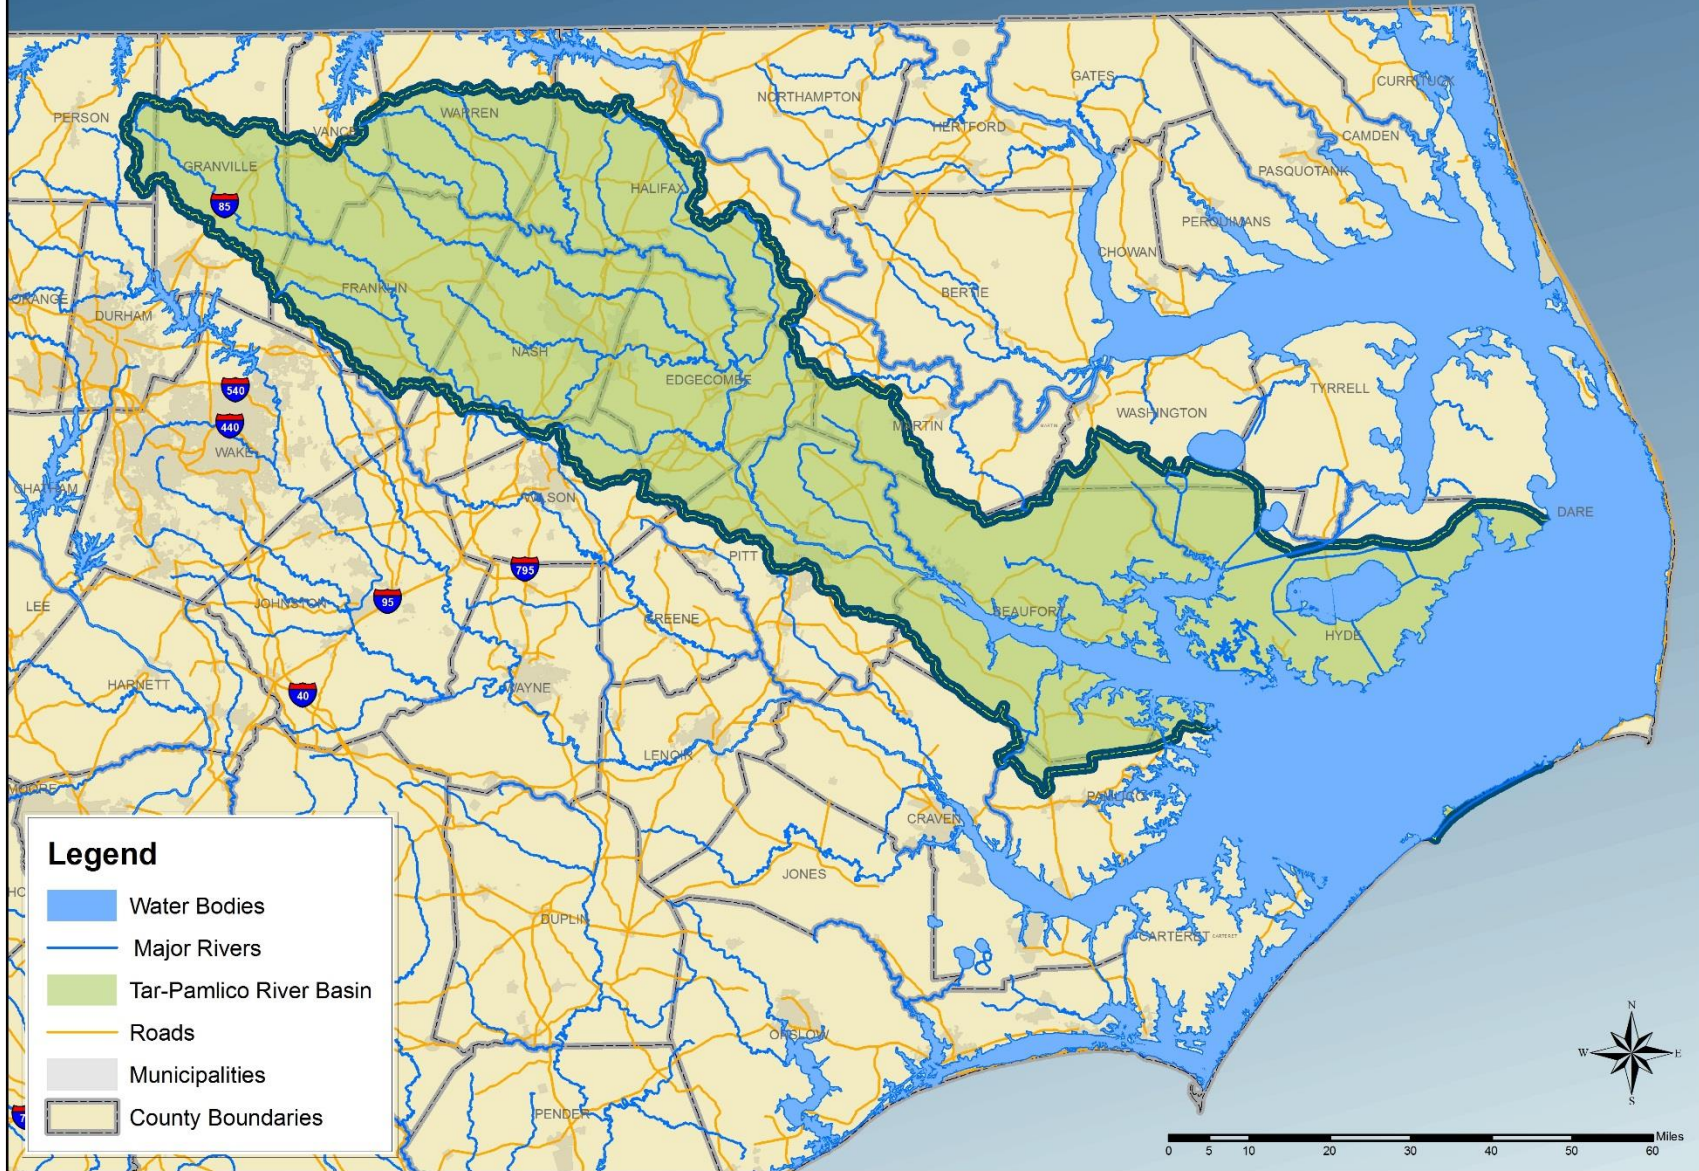 GATES
CURRITUCK
NORTHAMPTON
PERSON
WARREN
VANCE
HERTFORD
CAMDEN
GRANVILLE
HALIFAX
PASQUOTANK
85
PERQUIMANS
CHOWAN
FRANKLIN
BERTIE
ORANGE
DURHAM
NASH
EDGECOMBE
TYRRELL
540
WASHINGTON
440
MARTIN
MARTIN
WAKE
CHATHAM
WILSON
DARE
PITT
795
95
JOHNSTON
LEE
BEAUFORT
GREENE
HYDE
HARNETT
40
WAYNE
LENOIR
MOORE
PAMLICO
CRAVEN
JONES
DUPLIN
CARTERET
CARTERET
ONSLOW
PENDER
Legend
Water Bodies
Major Rivers
Tar-Pamlico River Basin
Roads
Municipalities
County Boundaries
N
W
E
S
Miles
0 5 10 20 30 40 50 60